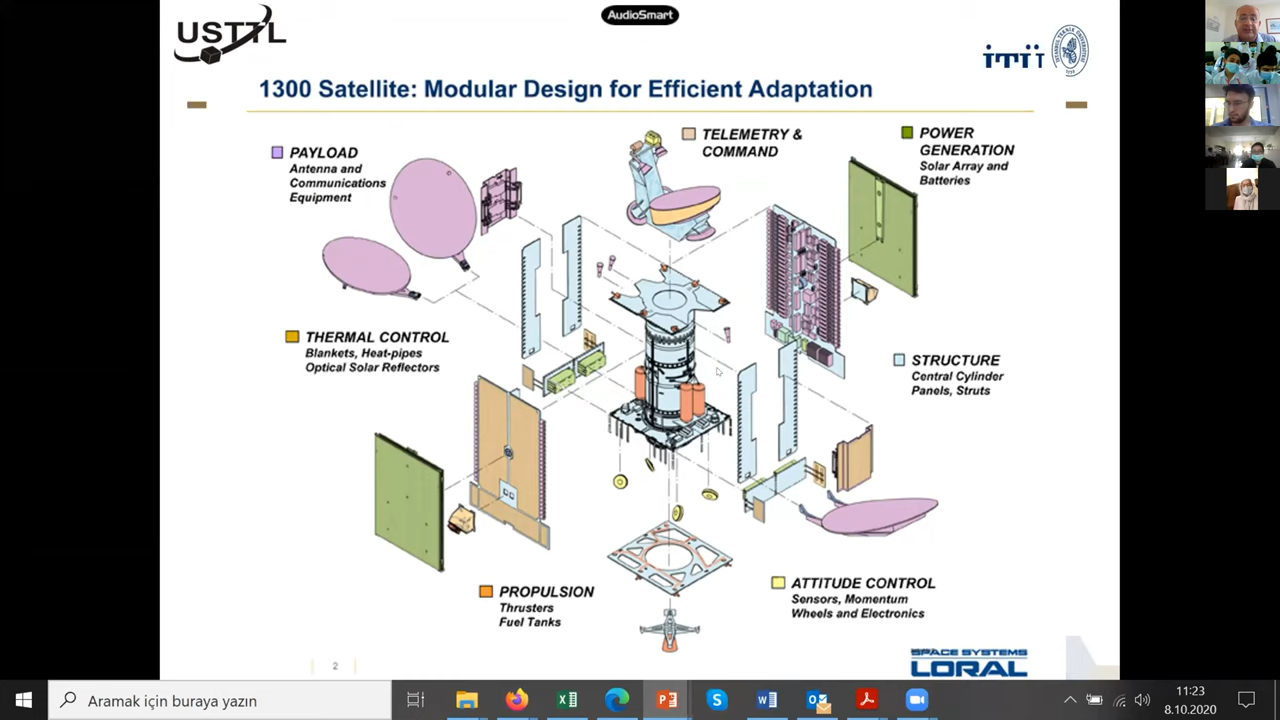 USTTL
AudioSmart
iTÜ
1300 Satellite: Modular Design for Efficient Adaptation
PAYLOAD
Antenna and
Communications
Equipment
TELEMETRY &
COMMAND
POWER
GENERATION
Solar Array and
Batteries
THERMAL CONTROL
Blankets, Heat-pipes
Optical Solar Reflectors
STRUCTURE
Central Cylinder
Panels, Struts
PROPULSION
Thrusters
Fuel Tanks
ATTITUDE CONTROL
Sensors, Momentum
Wheels and Electronics
2
SPACE SYSTEMS
LORAL
Aramak için buraya yazın
11:23
8.10.2020